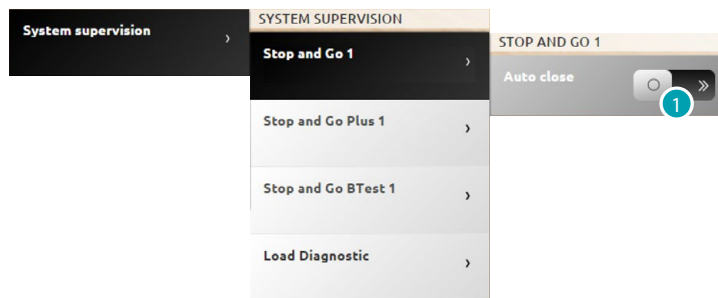 System supervision
SYSTEM SUPERVISION
Stop and Go 1
Stop and Go Plus 1
Stop and Go BTest 1
Load Diagnostic
STOP AND GO 1
Auto close
1